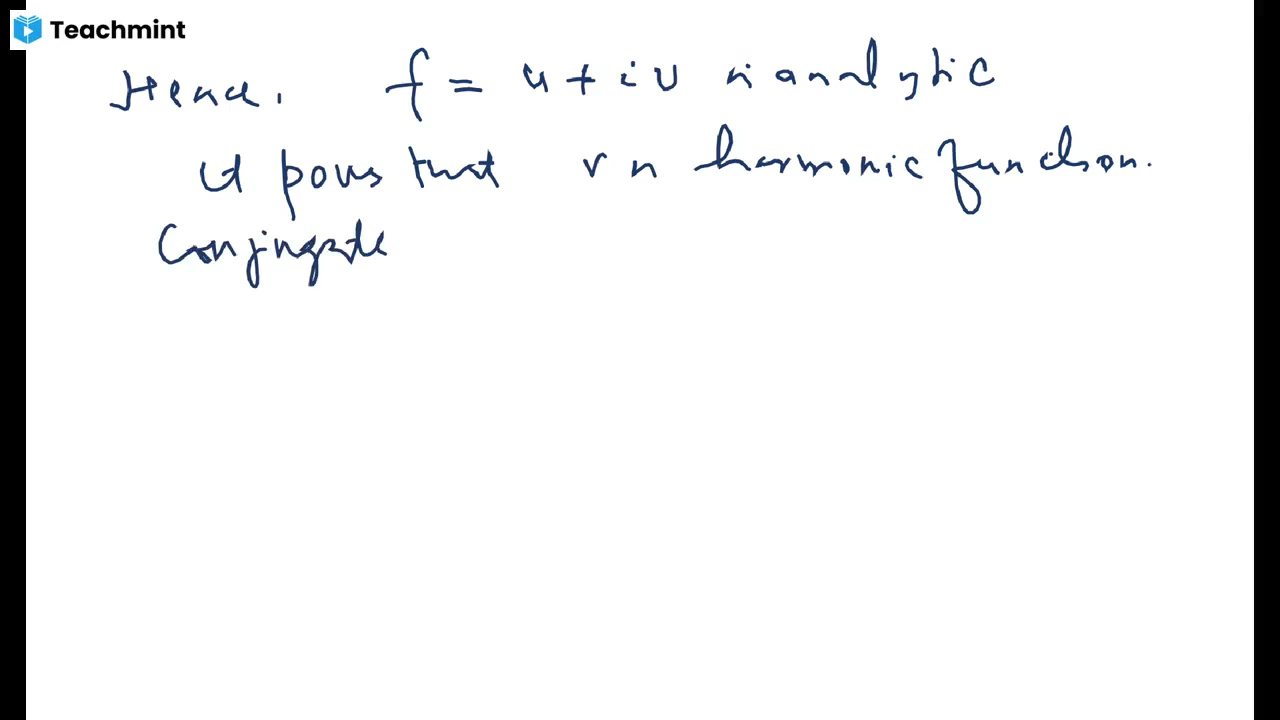 Teachmint
Hence, f = u + iv is analytic
It proves that v is harmonic function.
Conjugate